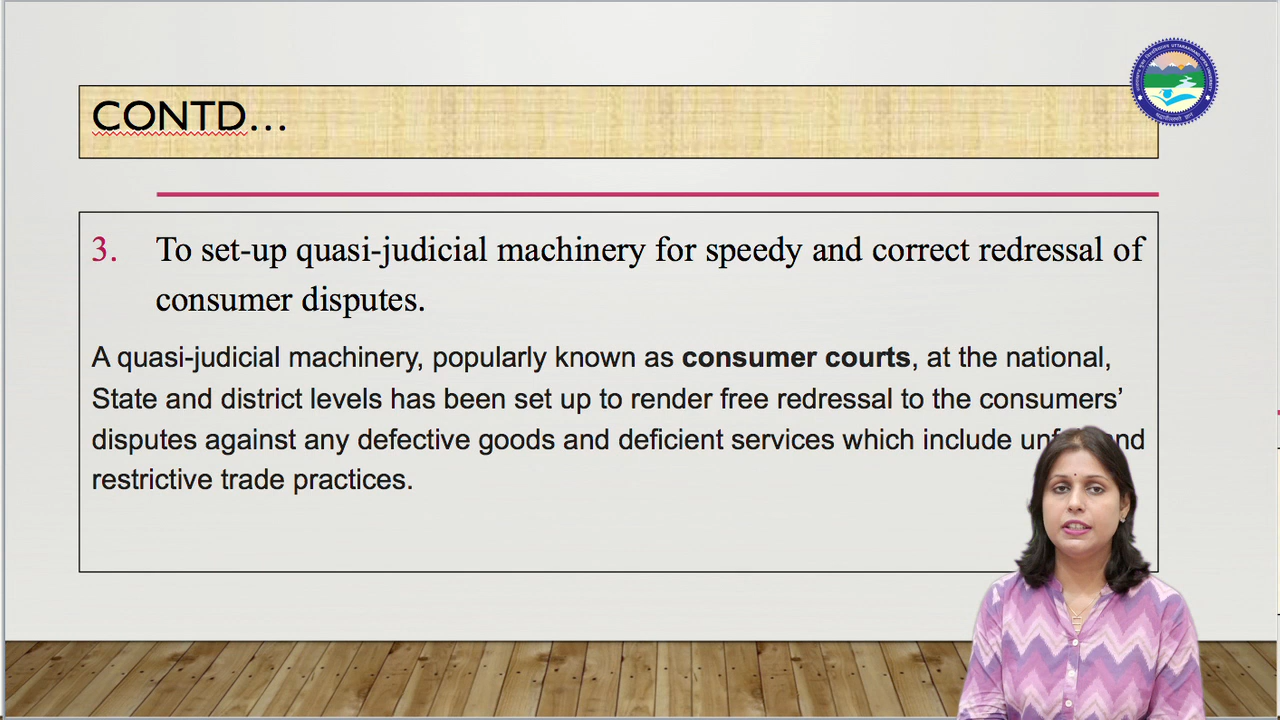 CONTD...
3. To set-up quasi-judicial machinery for speedy and correct redressal of
consumer disputes.
A quasi-judicial machinery, popularly known as consumer courts, at the national,
State and district levels has been set up to render free redressal to the consumers’
disputes against any defective goods and deficient services which include
restrictive trade practices.